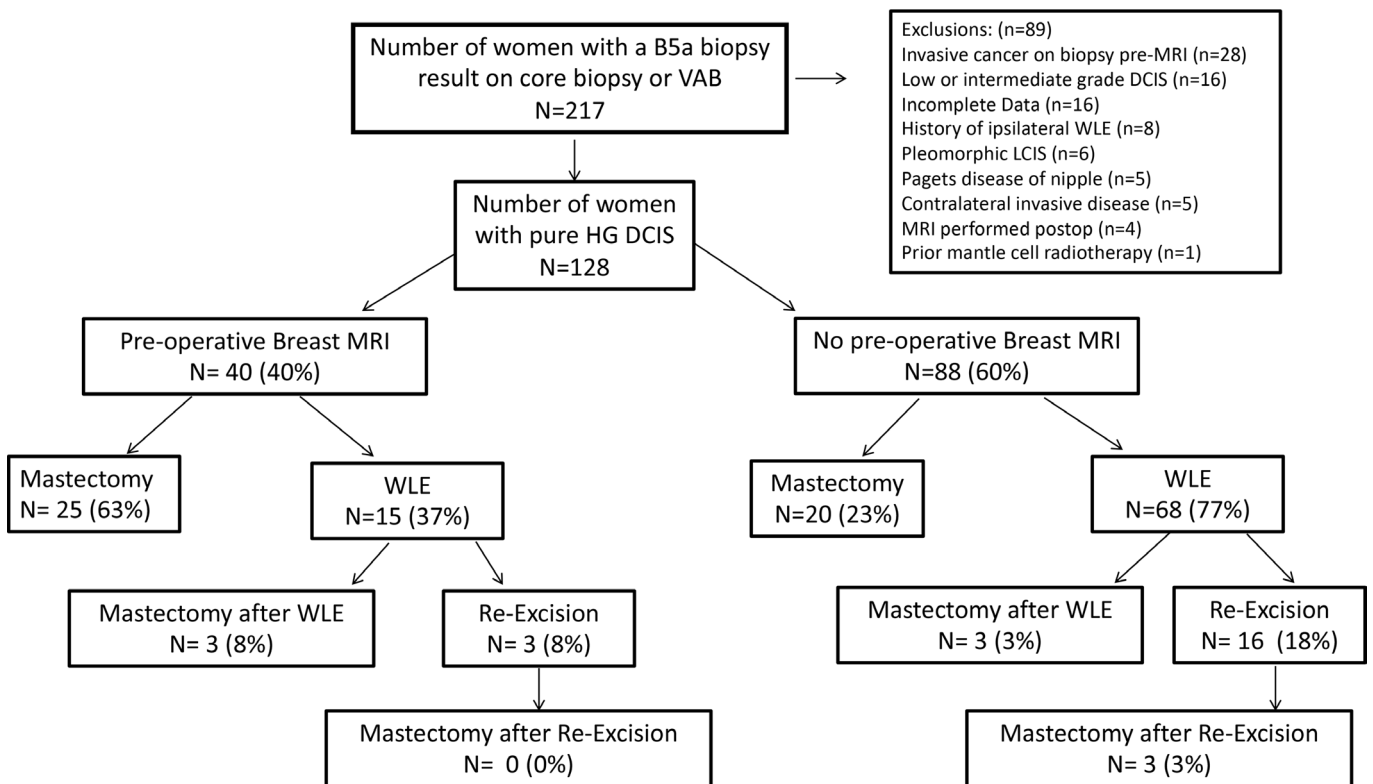 Number of women with a B5a biopsy
result on core biopsy or VAB
N=217
Exclusions: (n=89)
Invasive cancer on biopsy pre-MRI (n=28)
Low or intermediate grade DCIS (n=16)
Incomplete Data (n=16)
History of ipsilateral WLE (n=8)
Pleomorphic LCIS (n=6)
Pagets disease of nipple (n=5)
Contralateral invasive disease (n=5)
MRI performed postop (n=4)
Prior mantle cell radiotherapy (n=1)
Number of women
with pure HG DCIS
N=128
Pre-operative Breast MRI
N= 40 (40%)
No pre-operative Breast MRI
N=88 (60%)
Mastectomy
N= 25 (63%)
WLE
N=15 (37%)
Mastectomy
N=20 (23%)
WLE
N=68 (77%)
Mastectomy after WLE
N= 3 (8%)
Re-Excision
N= 3 (8%)
Mastectomy after WLE
N= 3 (3%)
Re-Excision
N= 16 (18%)
Mastectomy after Re-Excision
N= 0 (0%)
Mastectomy after Re-Excision
N= 3 (3%)